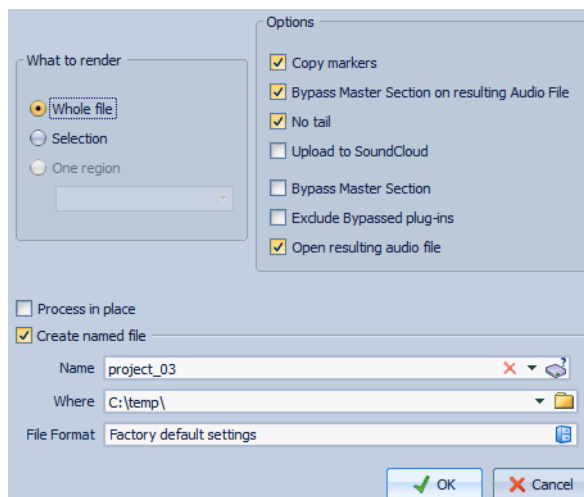 What to render
Whole file
Selection
One region
Options
Copy markers
Bypass Master Section on resulting Audio File
No tail
Upload to SoundCloud
Bypass Master Section
Exclude Bypassed plug-ins
Open resulting audio file
Process in place
Create named file
Name project_03
Where C:\temp\
File Format Factory default settings
OK Cancel